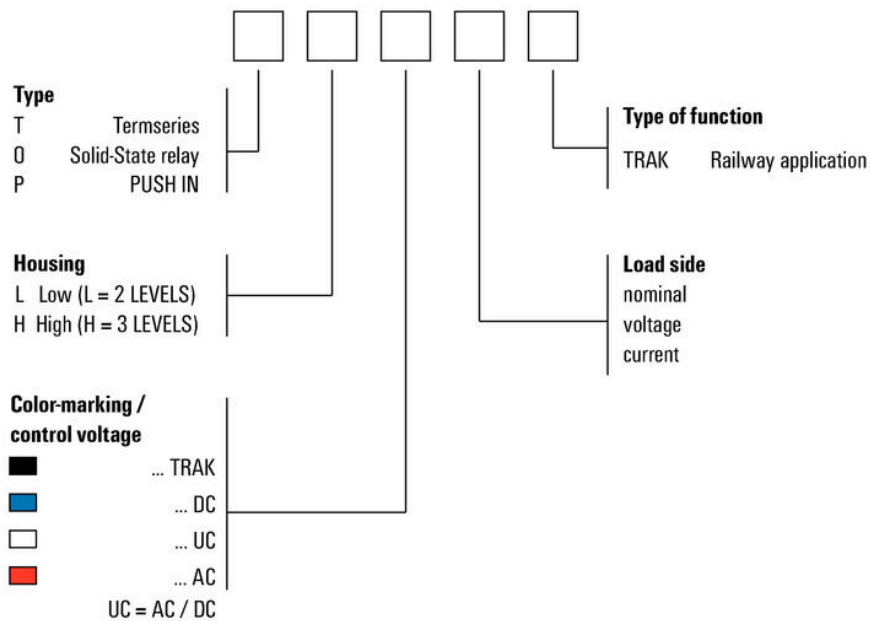 Type
T Termseries
O Solid-State relay
P PUSH IN
Housing
L Low (L = 2 LEVELS)
H High (H = 3 LEVELS)
Color-marking /
control voltage
... TRAK
... DC
... UC
... AC
UC = AC / DC
Type of function
TRAK Railway application
Load side
nominal
voltage
current